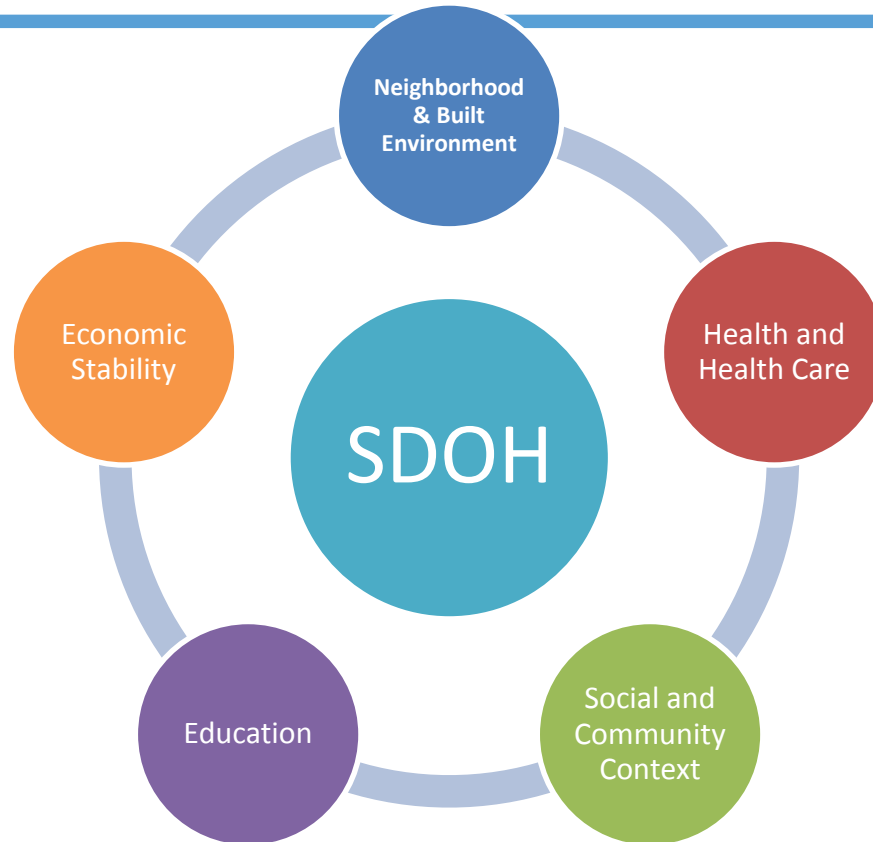 Neighborhood
& Built
Environment
Economic
Stability
Health and
Health Care
SDOH
Education
Social and
Community
Context